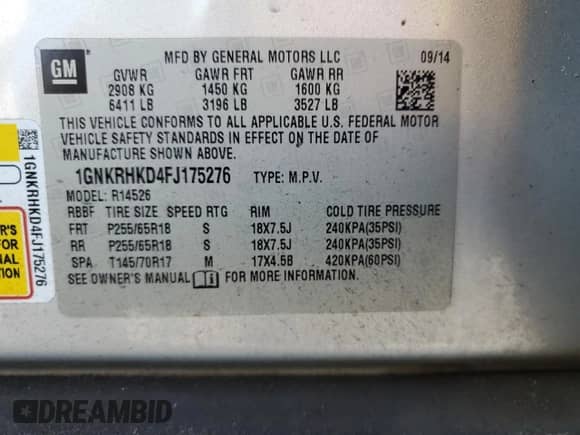 GM
MFD BY GENERAL MOTORS LLC 09/14
GVWR GAWR FRT GAWR RR
2908 KG 1450 KG 1600 KG
6411 LB 3196 LB 3527 LB
THIS VEHICLE CONFORMS TO ALL APPLICABLE U.S. FEDERAL MOTOR
VEHICLE SAFETY STANDARDS IN EFFECT ON THE DATE OF
MANUFACTURE SHOWN ABOVE.
1GNKRHKD4FJ175276 TYPE: M.P.V.
MODEL: R14526
RBBF TIRE SIZE SPEED RTG RIM COLD TIRE PRESSURE
FRT P255/65R18 S 18X7.5J 240KPA(35PSI)
RR P255/65R18 S 18X7.5J 240KPA(35PSI)
SPA T145/70R17 M 17X4.5B 420KPA(60PSI)
SEE OWNER'S MANUAL FOR MORE INFORMATION
1GNKRHKD4FJ175276
R'S
FOR
NAL
ATION
DREAMBID